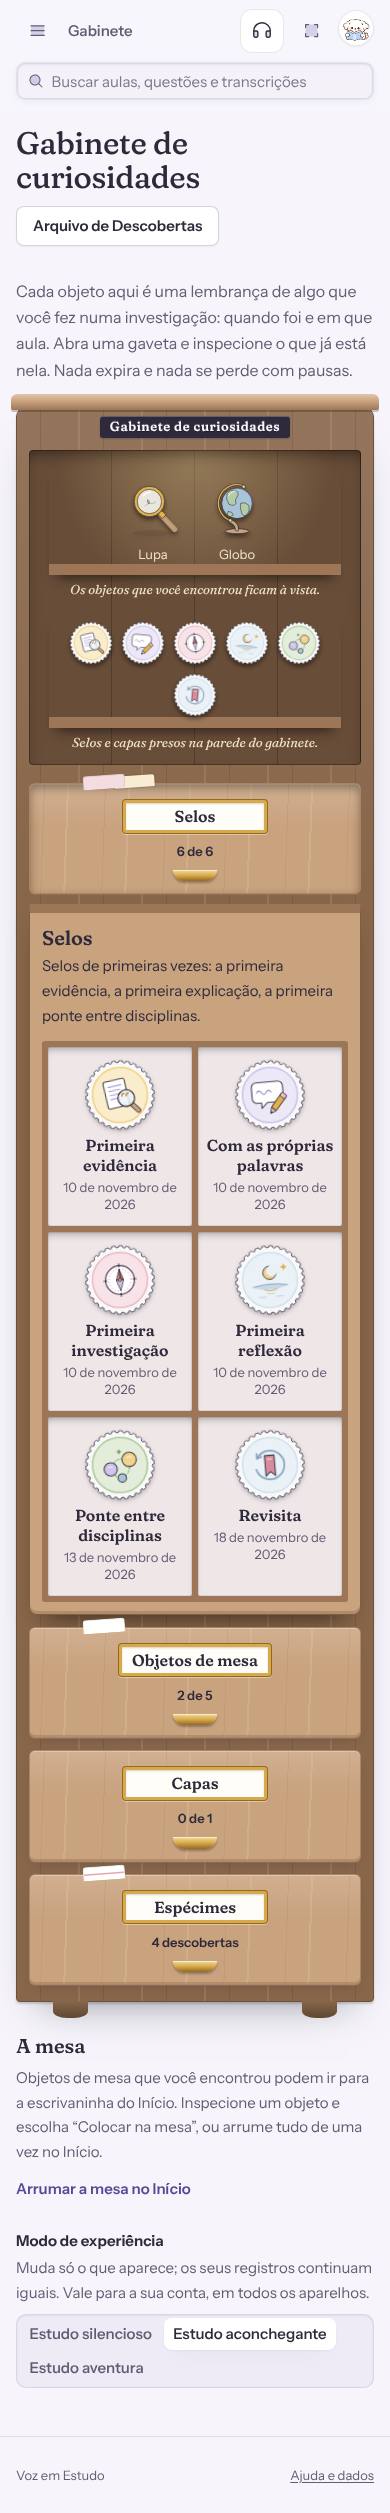 Gabinete
Buscar aulas, questões e transcrições
Gabinete de
curiosidades
Arquivo de Descobertas
Cada objeto aqui é uma lembrança de algo que
você fez numa investigação: quando foi e em que
aula. Abra uma gaveta e inspecione o que já está
nela. Nada expira e nada se perde com pausas.
Gabinete de curiosidades
Lupa
Globo
Os objetos que você encontrou ficam à vista.
Selos e capas presos na parede do gabinete.
Selos
6 de 6
Selos
Selos de primeiras vezes: a primeira
evidência, a primeira explicação, a primeira
ponte entre disciplinas.
Primeira
evidência
10 de novembro de
2026
Com as próprias
palavras
10 de novembro de
2026
Primeira
investigação
10 de novembro de
2026
Primeira
reflexão
10 de novembro de
2026
Ponte entre
disciplinas
13 de novembro de
2026
Revisita
18 de novembro de
2026
Objetos de mesa
2 de 5
Capas
0 de 1
Espécimes
4 descobertas
A mesa
Objetos de mesa que você encontrou podem ir para
a escrivaninha do Início. Inspecione um objeto e
escolha “Colocar na mesa”, ou arrume tudo de uma
vez no Início.
Arrumar a mesa no Início
Modo de experiência
Muda só o que aparece; os seus registros continuam
iguais. Vale para a sua conta, em todos os aparelhos.
Estudo silencioso
Estudo aconchegante
Estudo aventura
Voz em Estudo
Ajuda e dados